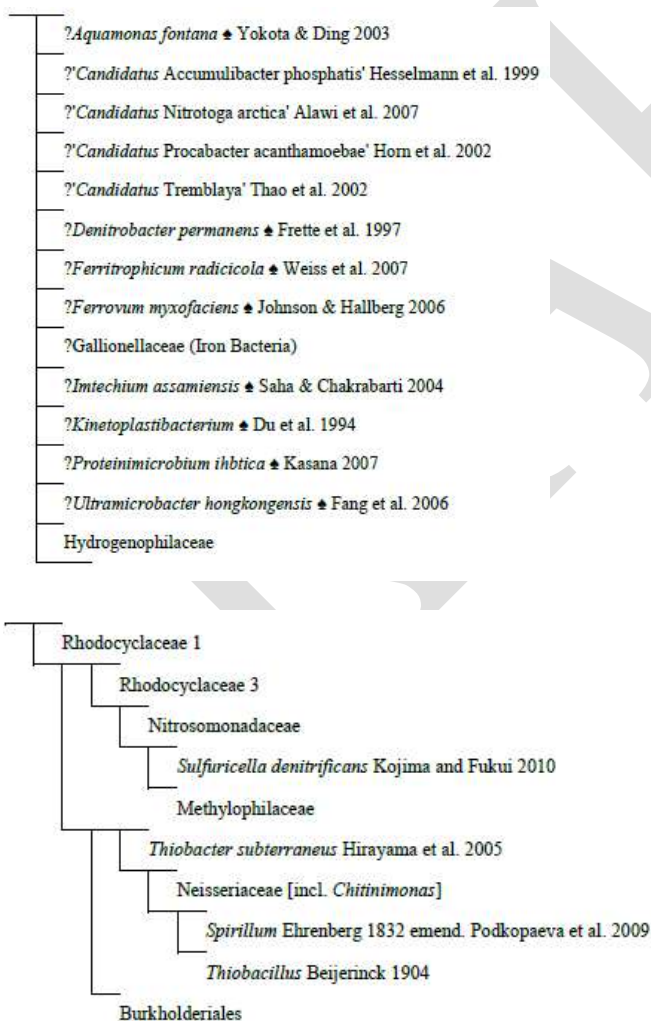 ?Aquamonas fontana ♠ Yokota & Ding 2003
?'Candidatus Accumulibacter phosphatis' Hesselmann et al. 1999
?'Candidatus Nitrotoga arctica' Alawi et al. 2007
?'Candidatus Procabacter acanthamoebae' Horn et al. 2002
?'Candidatus Tremblaya' Thao et al. 2002
?Denitrobacter permanens ♠ Frette et al. 1997
?Ferritrophicum radicicola ♠ Weiss et al. 2007
?Ferrovum myxofaciens ♠ Johnson & Hallberg 2006
?Gallionellaceae (Iron Bacteria)
?Imtechium assamiensis ♠ Saha & Chakrabarti 2004
?Kinetoplastibacterium ♠ Du et al. 1994
?Proteinimicrobium ihbtica ♠ Kasana 2007
?Ultramicrobacter hongkongensis ♠ Fang et al. 2006
Hydrogenophilaceae
Rhodocyclaceae 1
Rhodocyclaceae 3
Nitrosomonadaceae
Sulfuricella denitrificans Kojima and Fukui 2010
Methylophilaceae
Thiobacter subterraneus Hirayama et al. 2005
Neisseriaceae [incl. Chitinimonas]
Spirillum Ehrenberg 1832 emend. Podkopaeva et al. 2009
Thiobacillus Beijerinck 1904
Burkholderiales